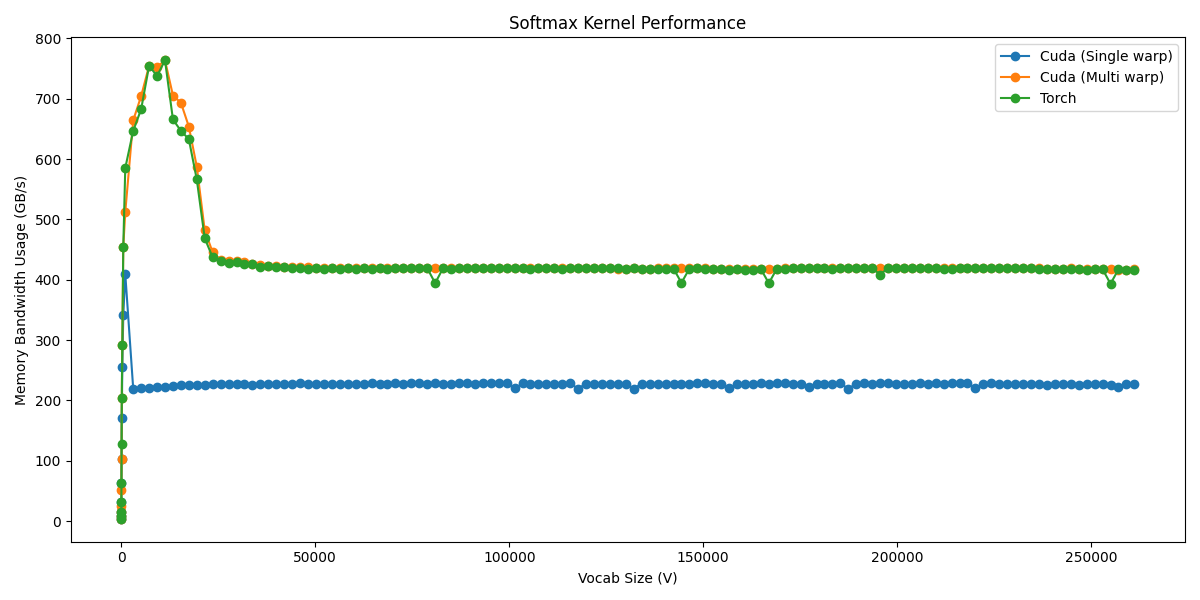 Softmax Kernel Performance
Cuda (Single warp)
Cuda (Multi warp)
Torch
Memory Bandwidth Usage (GB/s)
800
700
600
500
400
300
200
100
0
0 50000 100000 150000 200000 250000
Vocab Size (V)